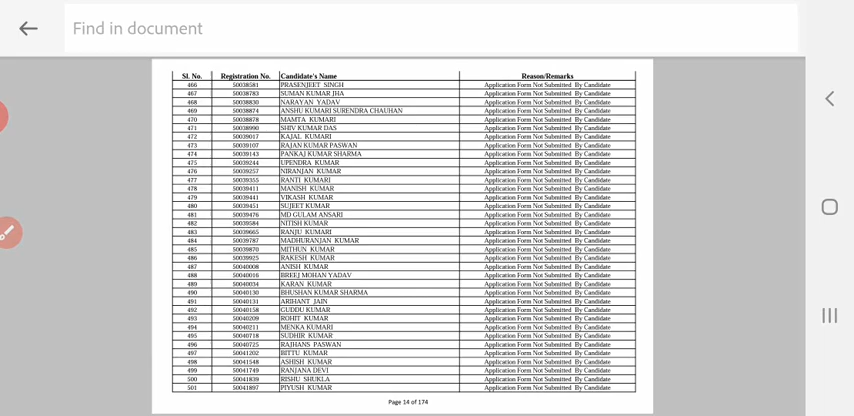 Find in document
Sl. No. Registration No. Candidate's Name Reason/Remarks
466 50038581 PRASENJEET SINGH Application Form Not Submitted By Candidate
467 50038783 SUMAN KUMAR JHA Application Form Not Submitted By Candidate
468 50038830 NARAYAN YADAV Application Form Not Submitted By Candidate
469 50038874 ANSHU KUMARI SURENDRA CHAUHAN Application Form Not Submitted By Candidate
470 50038878 MAMTA KUMARI Application Form Not Submitted By Candidate
471 50038990 SHIV KUMAR DAS Application Form Not Submitted By Candidate
472 50039017 KAJAL KUMARI Application Form Not Submitted By Candidate
473 50039107 RAJAN KUMAR PASWAN Application Form Not Submitted By Candidate
474 50039143 PANKAJ KUMAR SHARMA Application Form Not Submitted By Candidate
475 50039244 UPENDRA KUMAR Application Form Not Submitted By Candidate
476 50039257 NIRANJAN KUMAR Application Form Not Submitted By Candidate
477 50039355 RANTI KUMARI Application Form Not Submitted By Candidate
478 50039411 MANISH KUMAR Application Form Not Submitted By Candidate
479 50039441 VIKASH KUMAR Application Form Not Submitted By Candidate
480 50039451 SUJEET KUMAR Application Form Not Submitted By Candidate
481 50039476 MD GULAM ANSARI Application Form Not Submitted By Candidate
482 50039584 NITISH KUMAR Application Form Not Submitted By Candidate
483 50039665 RANJU KUMARI Application Form Not Submitted By Candidate
484 50039787 MADHURANJAN KUMAR Application Form Not Submitted By Candidate
485 50039870 MITHUN KUMAR Application Form Not Submitted By Candidate
486 50039925 RAKESH KUMAR Application Form Not Submitted By Candidate
487 50040008 ANISH KUMAR Application Form Not Submitted By Candidate
488 50040016 BREEJ MOHAN YADAV Application Form Not Submitted By Candidate
489 50040034 KARAN KUMAR Application Form Not Submitted By Candidate
490 50040130 BHUSHAN KUMAR SHARMA Application Form Not Submitted By Candidate
491 50040131 ARIHANT JAIN Application Form Not Submitted By Candidate
492 50040158 GUDDU KUMAR Application Form Not Submitted By Candidate
493 50040209 ROHIT KUMAR Application Form Not Submitted By Candidate
494 50040211 MENKA KUMARI Application Form Not Submitted By Candidate
495 50040718 SUDHIR KUMAR Application Form Not Submitted By Candidate
496 50040725 RAJHANS PASWAN Application Form Not Submitted By Candidate
497 50041202 BITTU KUMAR Application Form Not Submitted By Candidate
498 50041548 ASHISH KUMAR Application Form Not Submitted By Candidate
499 50041749 RANJANA DEVI Application Form Not Submitted By Candidate
500 50041839 RISHU SHUKLA Application Form Not Submitted By Candidate
501 50041897 PIYUSH KUMAR Application Form Not Submitted By Candidate
Page 14 of 174